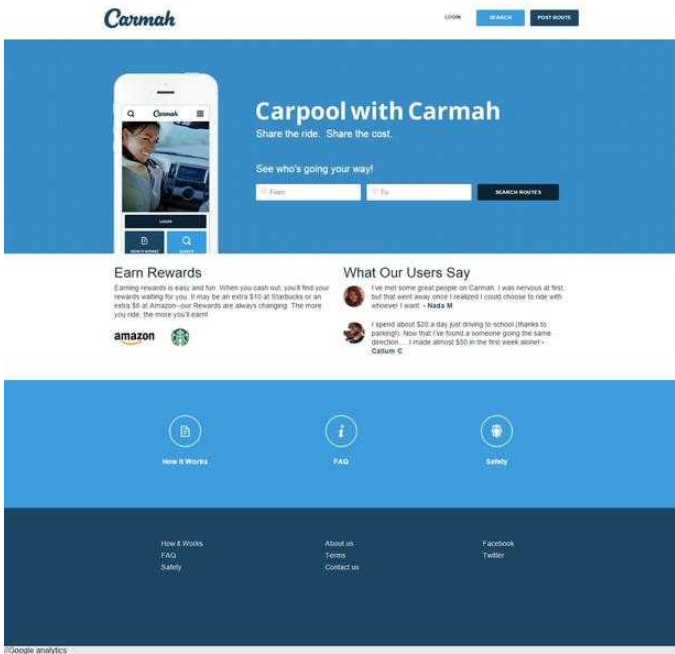 Carmah
LOGIN
SEARCH
POST ROUTE
Carmah
LOGIN
HOW IT WORKS
SEARCH
Carpool with Carmah
Share the ride. Share the cost.
See who's going your way!
From
To
SEARCH ROUTES
Earn Rewards
Earning rewards is easy and fun. When you cash out, you'll find your
rewards waiting for you. It may be an extra $10 at Starbucks or an
extra $8 at Amazon--our Rewards are always changing. The more
you ride, the more you'll earn!
amazon
What Our Users Say
I've met some great people on Carmah. I was nervous at first,
but that went away once I realized I could choose to ride with
whoever I want. - Nada M
I spend about $20 a day just driving to school (thanks to
parking!). Now that I've found a someone going the same
direction.... I made almost $50 in the first week alone! -
Callum C
How It Works
FAQ
Safety
How It Works
FAQ
Safety
About us
Terms
Contact us
Facebook
Twitter
//Google analytics